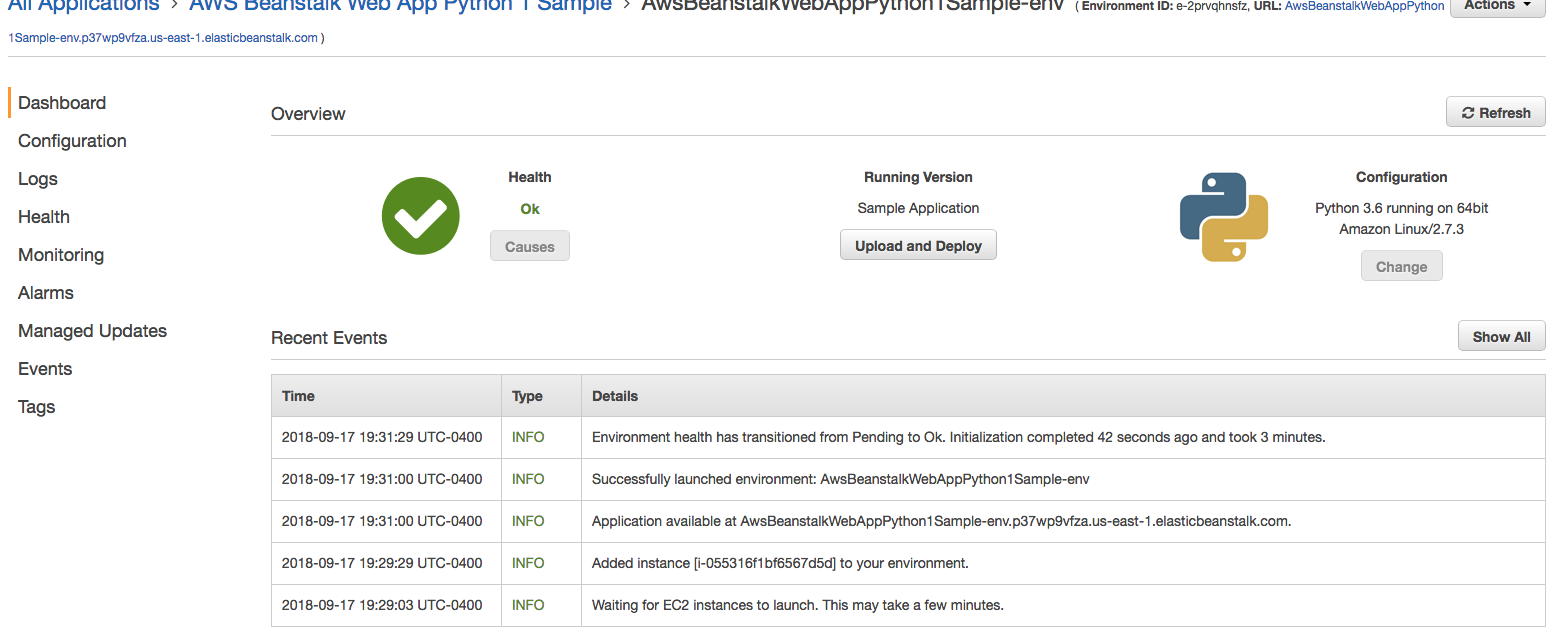 All Applications > AWS Beanstalk Web App Python 1 Sample > AwsBeanstalkWebAppPython1Sample-env ( Environment ID: e-2prvqhnsfz, URL: AwsBeanstalkWebAppPython
1Sample-env.p37wp9vfza.us-east-1.elasticbeanstalk.com )
Actions
Dashboard
Configuration
Logs
Health
Monitoring
Alarms
Managed Updates
Events
Tags
Overview
Refresh
Health
Ok
Causes
Running Version
Sample Application
Upload and Deploy
Configuration
Python 3.6 running on 64bit
Amazon Linux/2.7.3
Change
Recent Events
Show All
Time Type Details
2018-09-17 19:31:29 UTC-0400 INFO Environment health has transitioned from Pending to Ok. Initialization completed 42 seconds ago and took 3 minutes.
2018-09-17 19:31:00 UTC-0400 INFO Successfully launched environment: AwsBeanstalkWebAppPython1Sample-env
2018-09-17 19:31:00 UTC-0400 INFO Application available at AwsBeanstalkWebAppPython1Sample-env.p37wp9vfza.us-east-1.elasticbeanstalk.com.
2018-09-17 19:29:29 UTC-0400 INFO Added instance [i-055316f1bf6567d5d] to your environment.
2018-09-17 19:29:03 UTC-0400 INFO Waiting for EC2 instances to launch. This may take a few minutes.